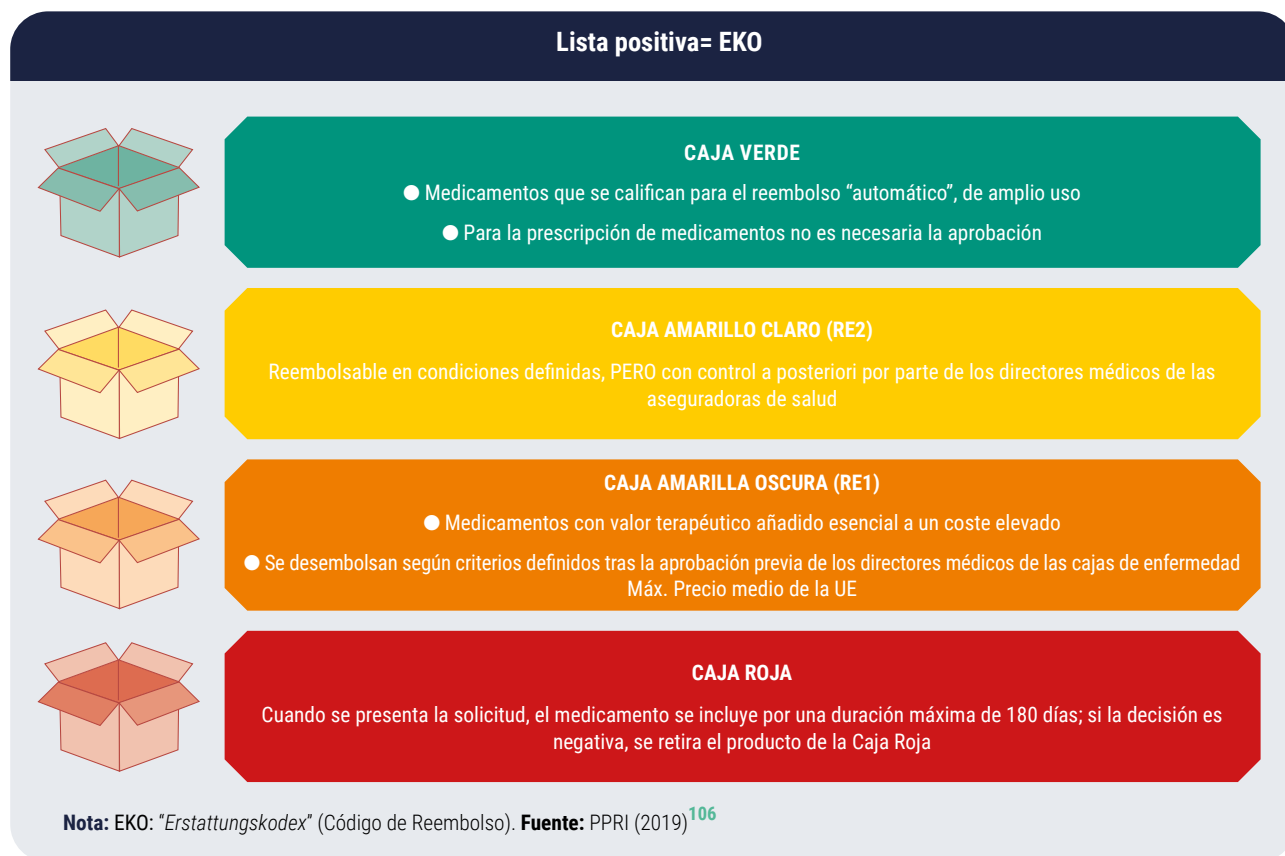 Lista positiva= EKO
CAJA VERDE
● Medicamentos que se califican para el reembolso “automático”, de amplio uso
● Para la prescripción de medicamentos no es necesaria la aprobación
CAJA AMARILLO CLARO (RE2)
Reembolsable en condiciones definidas, PERO con control a posteriori por parte de los directores médicos de las
aseguradoras de salud
CAJA AMARILLA OSCURA (RE1)
● Medicamentos con valor terapéutico añadido esencial a un coste elevado
● Se desembolsan según criterios definidos tras la aprobación previa de los directores médicos de las cajas de enfermedad
Máx. Precio medio de la UE
CAJA ROJA
Cuando se presenta la solicitud, el medicamento se incluye por una duración máxima de 180 días; si la decisión es
negativa, se retira el producto de la Caja Roja
Nota: EKO: “Erstattungskodex” (Código de Reembolso). Fuente: PPRI (2019)106